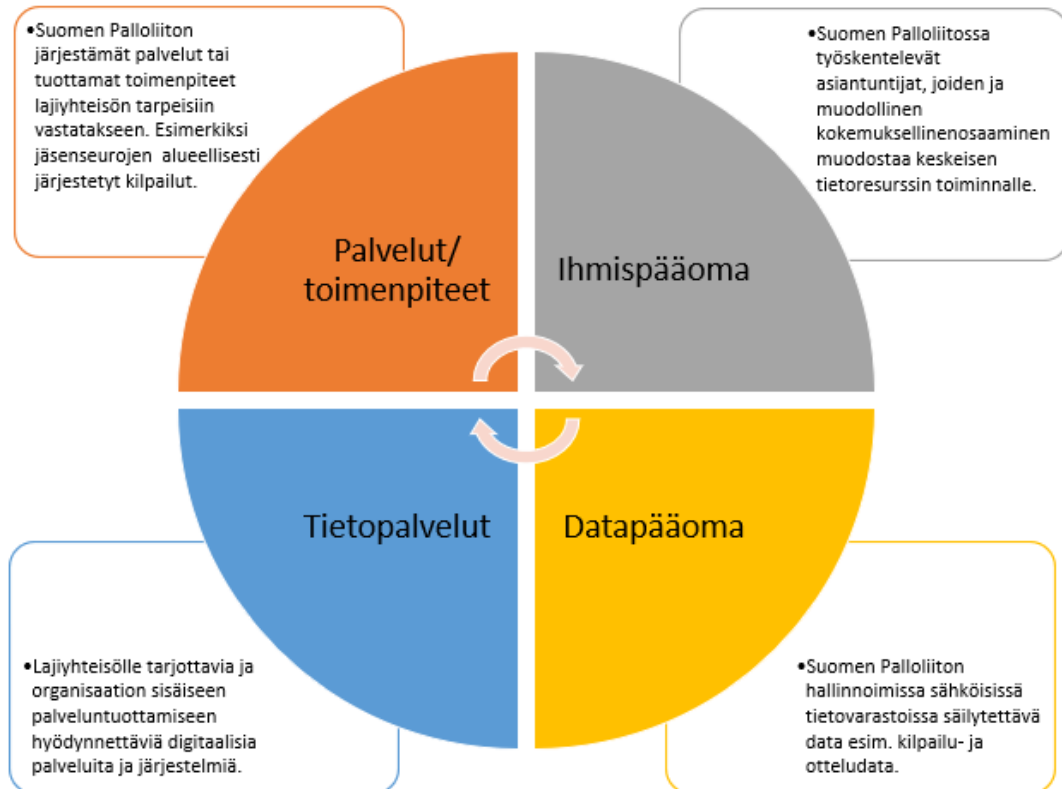 •Suomen Palloliiton
järjestämät palvelut tai
tuottamat toimenpiteet
lajiyhteisön tarpeisiin
vastatakseen. Esimerkiksi
jäsenseurojen alueellisesti
järjestetyt kilpailut.
•Suomen Palloliitossa
työskentelevät
asiantuntijat, joiden ja
muodollinen
kokemuksellinenosaaminen
muodostaa keskeisen
tietoresurssin toiminnalle.
Palvelut/
toimenpiteet
Ihmispääoma
Tietopalvelut
Datapääoma
•Lajiyhteisölle tarjottavia ja
organisaation sisäiseen
palveluntuottamiseen
hyödynnettäviä digitaalisia
palveluita ja järjestelmiä.
•Suomen Palloliiton
hallinnoimissa sähköisissä
tietovarastoissa säilytettävä
data esim. kilpailu- ja
otteludata.